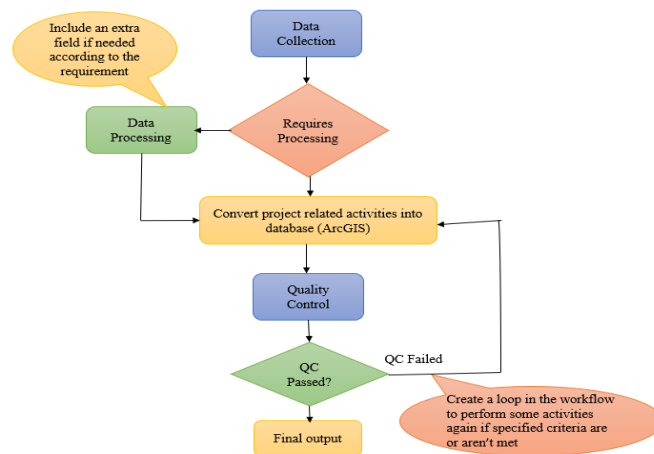 Include an extra
field if needed
according to the
requirement
Data
Collection
Data
Processing
Requires
Processing
Convert project related activities into
database (ArcGIS)
Quality
Control
QC
Passed?
QC Failed
Create a loop in the workflow
to perform some activities
again if specified criteria are
or aren't met
Final output